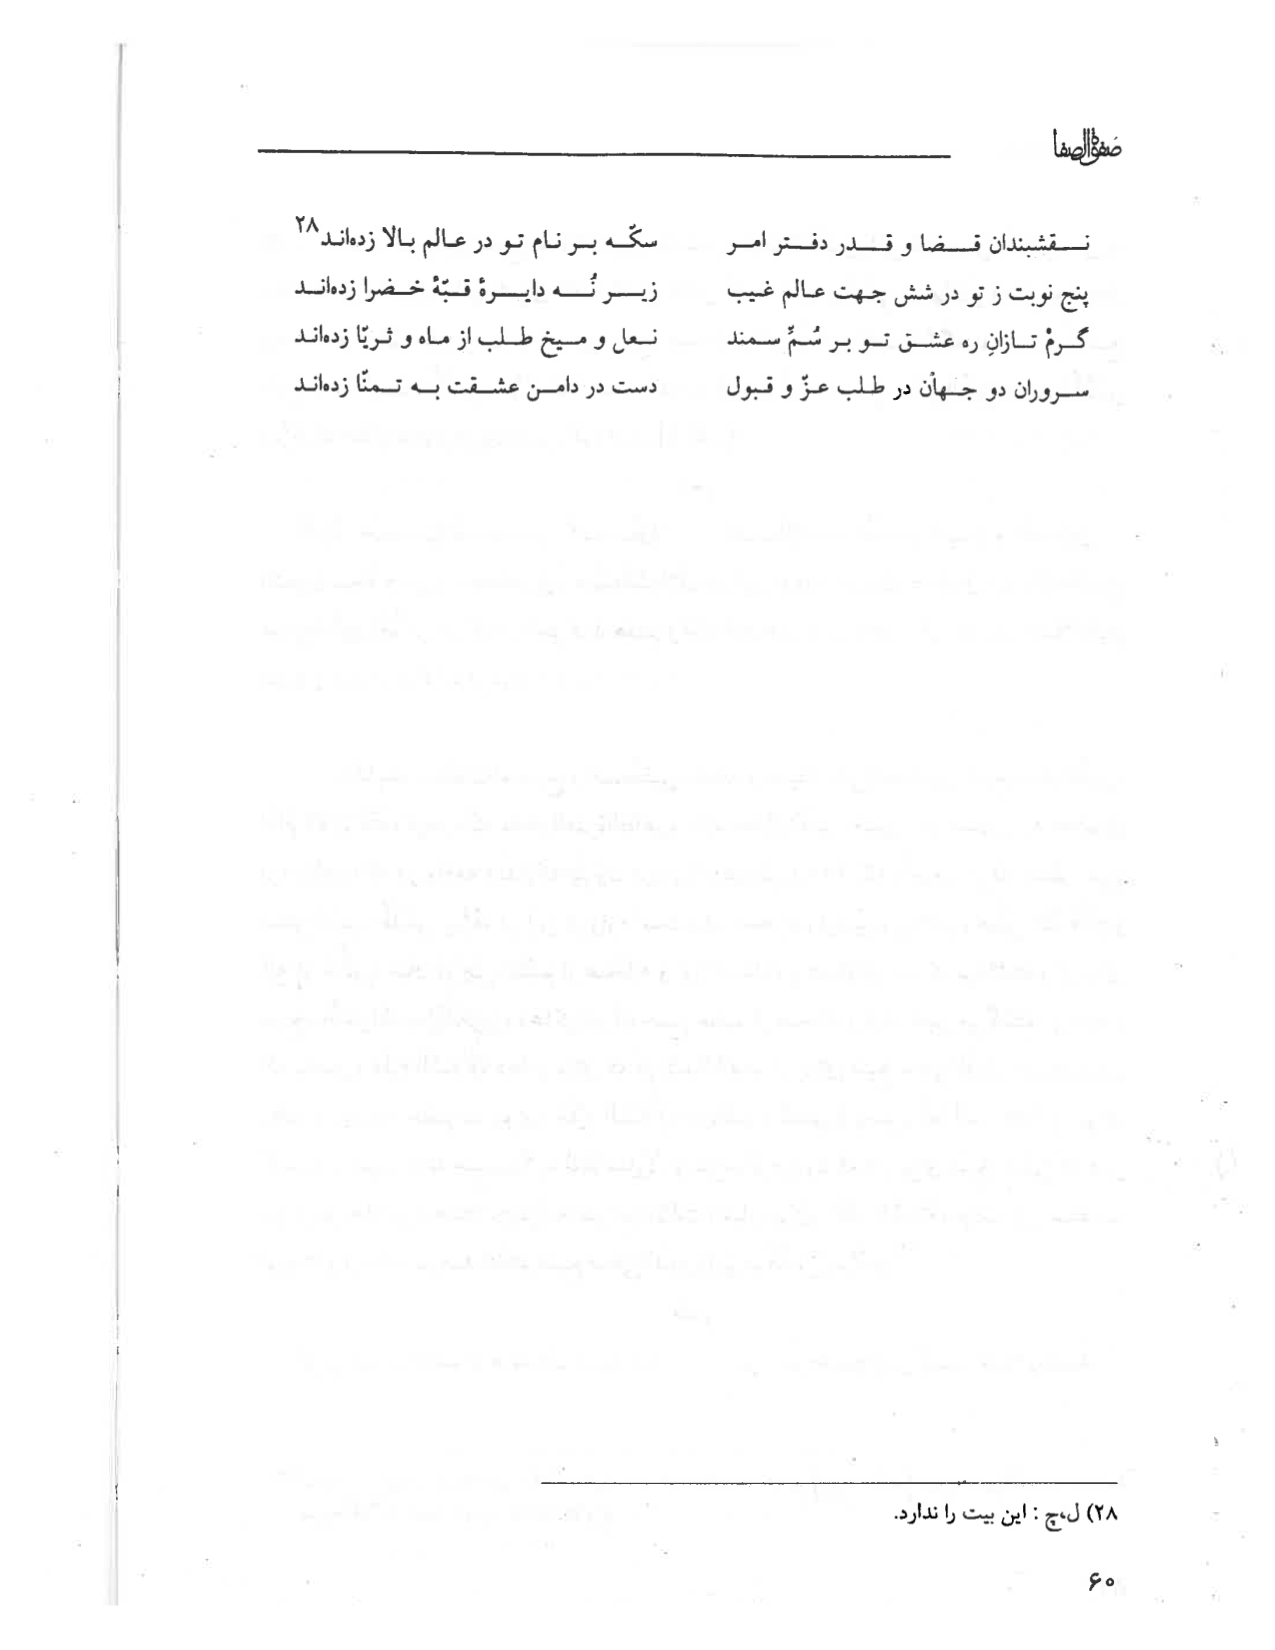 صفوةالصفا
نقشبندان قضا و قدر دفتر امر سکّه بر نام تو در عالم بالا زده‌اند۲۸
پنج نوبت ز تو در شش جهت عالم غیب زیر نُه دایرهٔ قبّهٔ خضرا زده‌اند
گرمْ تازانِ ره عشق تو بر سُمِّ سمند نعل و میخ طلب از ماه و ثریّا زده‌اند
سروران دو جهان در طلب عزّ و قبول دست در دامن عشقت به تمنّا زده‌اند
۲۸) ل،چ : این بیت را ندارد.
۶۰